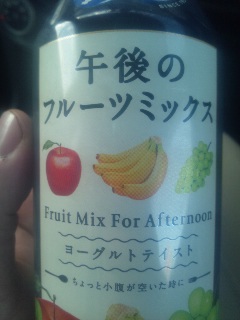 午後の
フルーツミックス
Fruit Mix For Afternoon
ヨーグルトテイスト
ちょっと小腹が空いた時に